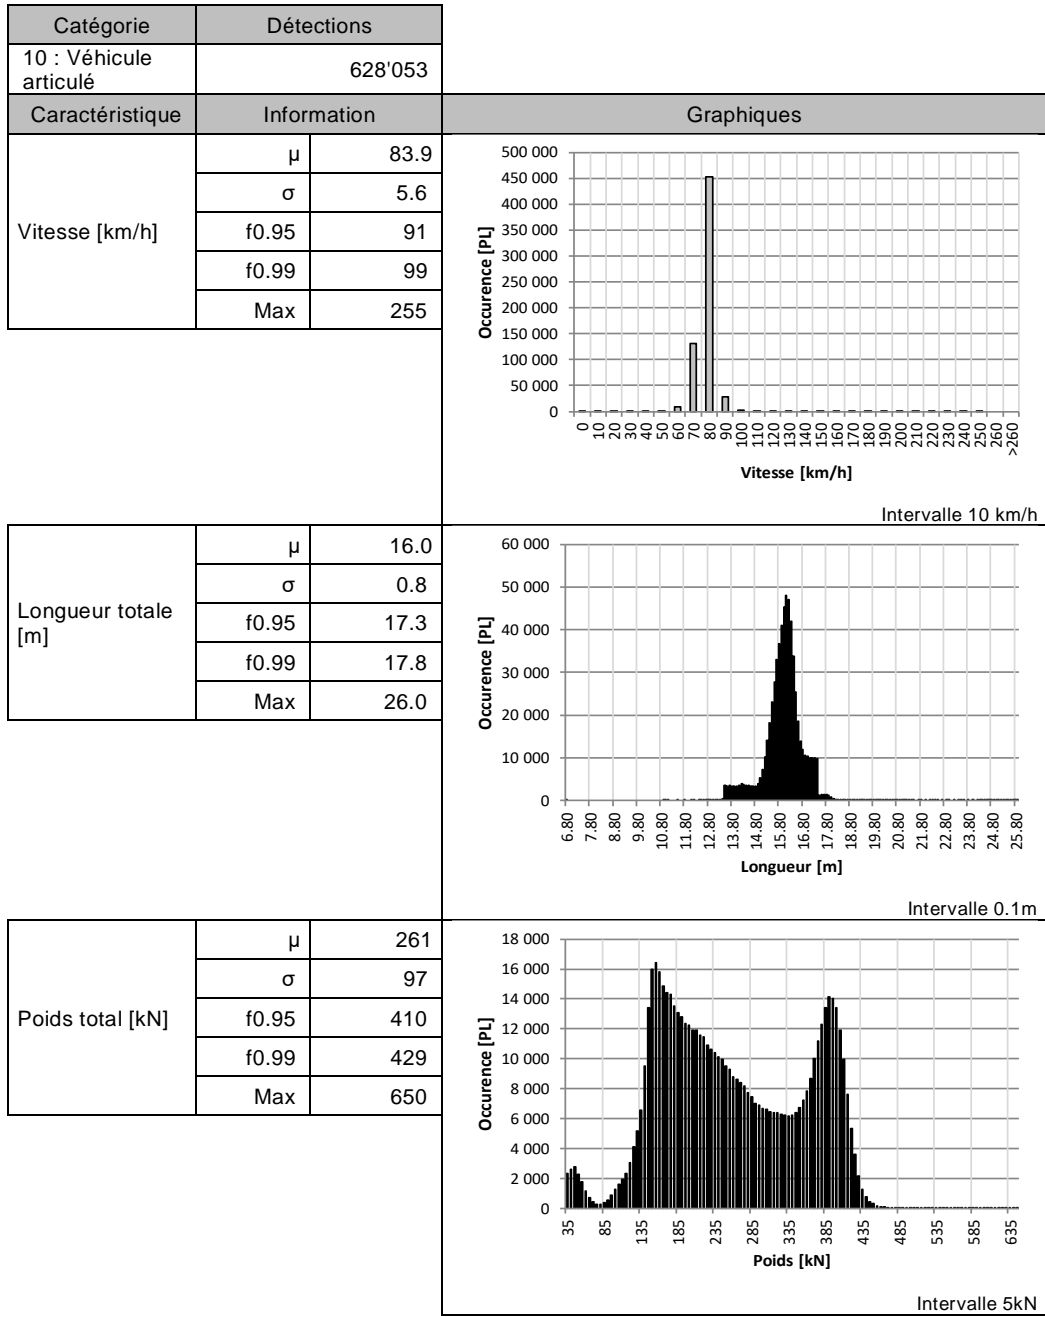 Catégorie Détections
10 : Véhicule
articulé
628'053
Caractéristique Information Graphiques
Vitesse [km/h]
µ 83.9
σ 5.6
f0.95 91
f0.99 99
Max 255
500 000
450 000
400 000
350 000
300 000
250 000
200 000
150 000
100 000
50 000
0
Occurence [PL]
0 10 20 30 40 50 60 70 80 90 100 110 120 130 140 150 160 170 180 190 200 210 220 230 240 250 260 >260
Vitesse [km/h]
Intervalle 10 km/h
Longueur totale
[m]
µ 16.0
σ 0.8
f0.95 17.3
f0.99 17.8
Max 26.0
60 000
50 000
40 000
30 000
20 000
10 000
0
Occurence [PL]
6.80 7.80 8.80 9.80 10.80 11.80 12.80 13.80 14.80 15.80 16.80 17.80 18.80 19.80 20.80 21.80 22.80 23.80 24.80 25.80
Longueur [m]
Intervalle 0.1m
Poids total [kN]
µ 261
σ 97
f0.95 410
f0.99 429
Max 650
18 000
16 000
14 000
12 000
10 000
8 000
6 000
4 000
2 000
0
Occurence [PL]
35 85 135 185 235 285 335 385 435 485 535 585 635
Poids [kN]
Intervalle 5kN